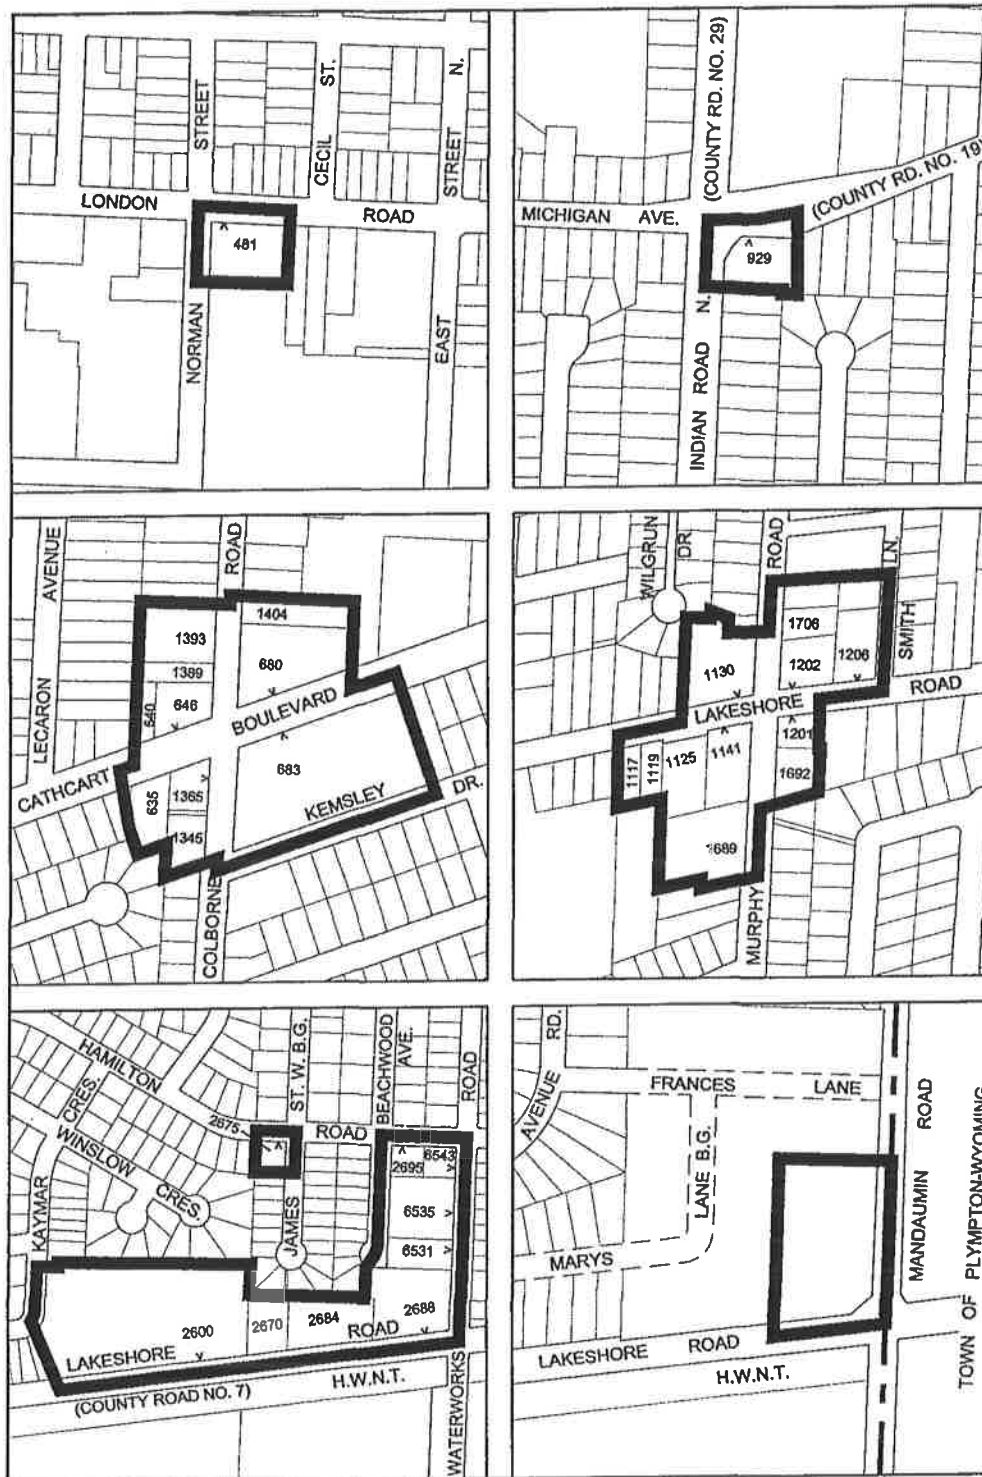 STREET
CECIL ST.
STREET N.
LONDON
ROAD
481
NORMAN
EAST
(COUNTY RD. NO. 29)
(COUNTY RD. NO. 19)
MICHIGAN AVE.
929
INDIAN ROAD N.
LECARON AVENUE
ROAD
1404
1393
1389
680
640
646
BOULEVARD
CATHCART
683
635
1365
KEMSLEY DR.
1345
COLBORNE
WILGRUN DR.
ROAD
SMITH LN.
1706
1130
1202
1206
LAKESHORE
ROAD
1201
1117
1119
1125
1141
1692
1689
MURPHY
HAMILTON
ROAD
CRES.
ST. W. B.G.
BEACHWOOD AVE.
ROAD
2675
WINSLOW CRES.
2695
6543
6535
6531
KAYMAR
JAMES
2600
2670
2684
2688
LAKESHORE
ROAD
(COUNTY ROAD NO. 7)
H.W.N.T.
WATERWORKS
AVENUE RD.
FRANCES LANE
LANE B.G.
MARYS
MANDAUMIN ROAD
TOWN OF PLYMPTON-WYOMING
LAKESHORE ROAD
H.W.N.T.